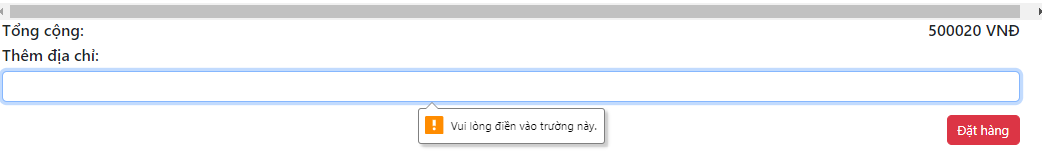 Tổng cộng: 500020 VNĐ
Thêm địa chỉ:
Vui lòng điền vào trường này.
Đặt hàng